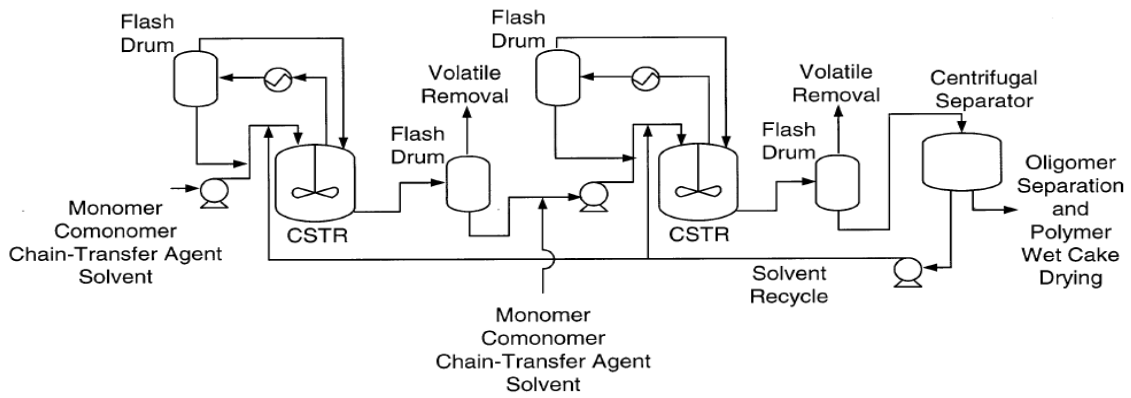 Flash
Drum
Flash
Drum
Volatile
Removal
Volatile
Removal
Centrifugal
Separator
Flash
Drum
Flash
Drum
Oligomer
Separation
and
Polymer
Wet Cake
Drying
Monomer
Comonomer
Chain-Transfer Agent
Solvent
CSTR
CSTR
Solvent
Recycle
Monomer
Comonomer
Chain-Transfer Agent
Solvent